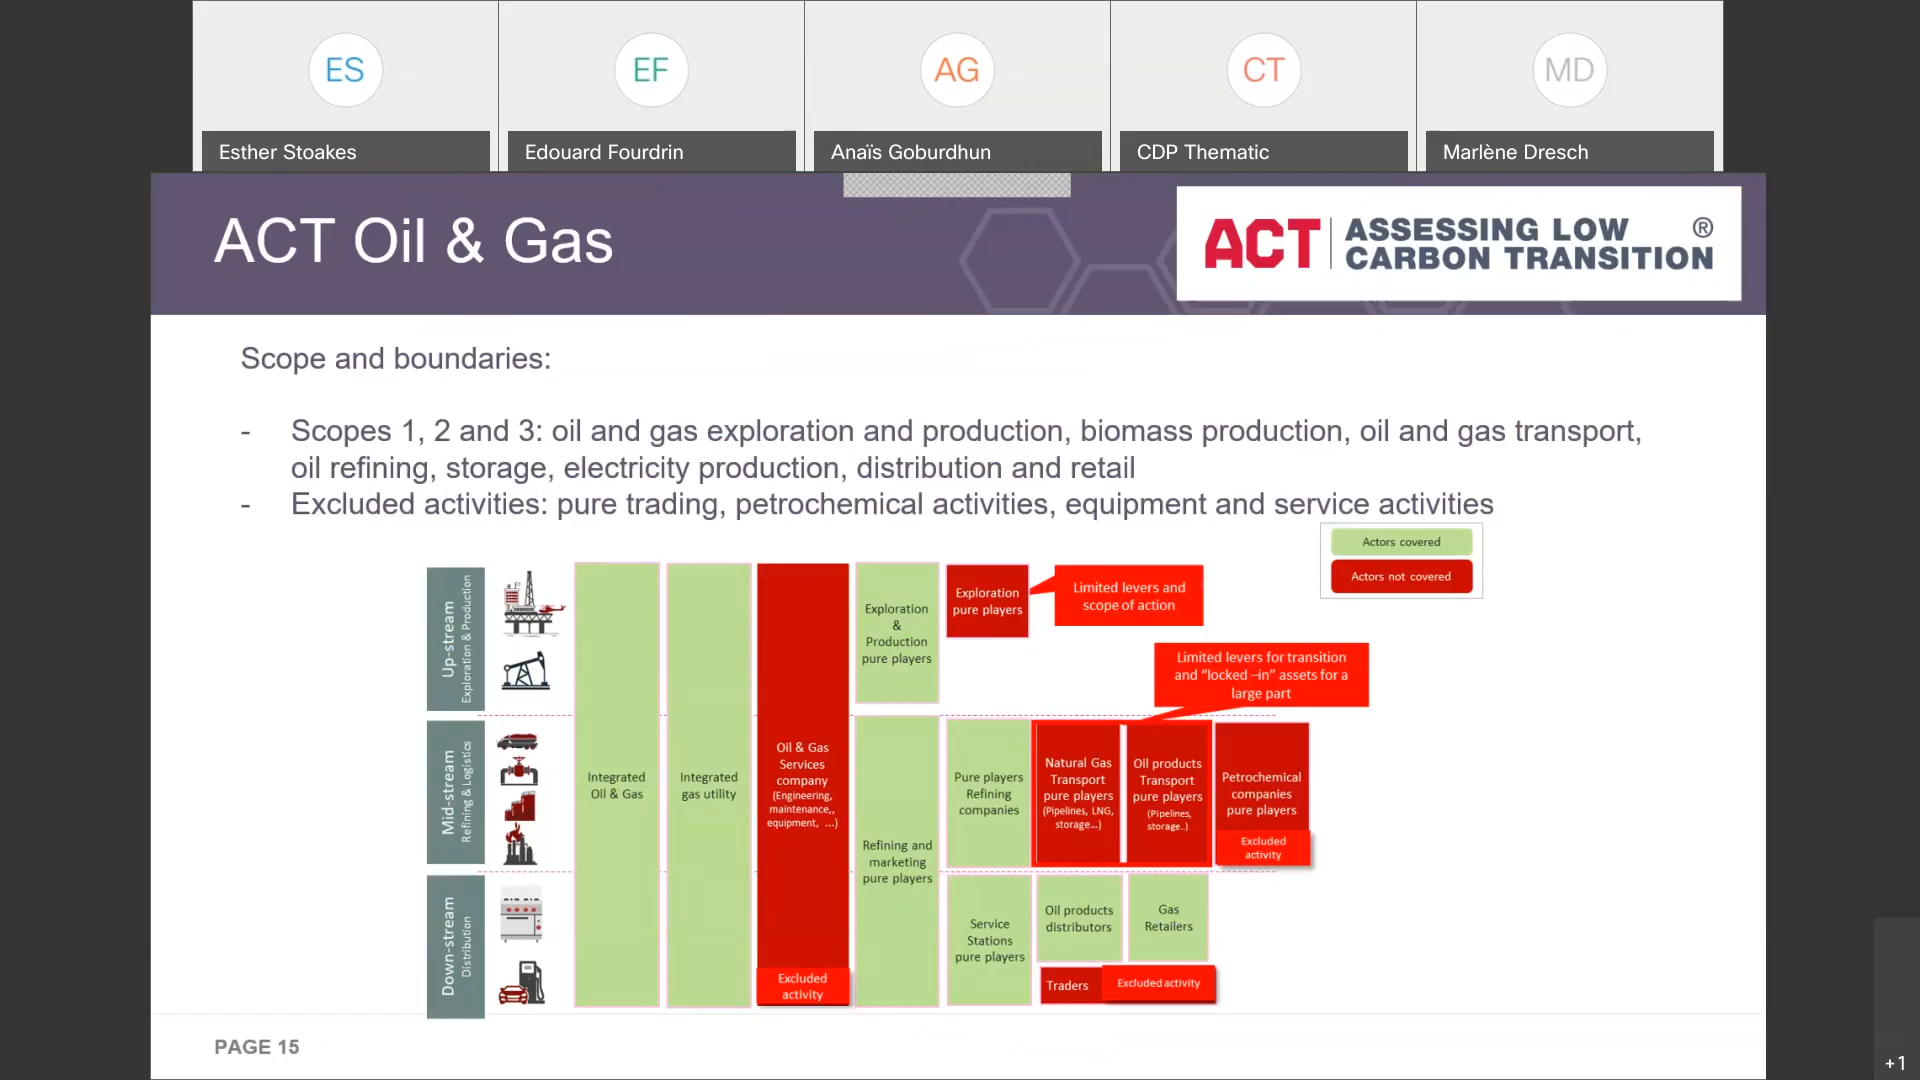 ES
EF
AG
CT
MD
Esther Stoakes
Edouard Fourdrin
Anaïs Goburdhun
CDP Thematic
Marlène Dresch
ACT Oil & Gas
ACT
ASSESSING LOW ®
CARBON TRANSITION
Scope and boundaries:
- Scopes 1, 2 and 3: oil and gas exploration and production, biomass production, oil and gas transport,
oil refining, storage, electricity production, distribution and retail
- Excluded activities: pure trading, petrochemical activities, equipment and service activities
Actors covered
Actors not covered
Up-stream
Exploration & Production
Mid-stream
Refining & Logistics
Down-stream
Distribution
Integrated
Oil & Gas
Integrated
gas utility
Oil & Gas
Services
company
(Engineering,
maintenance,,
equipment, ...)
Excluded
activity
Exploration
&
Production
pure players
Exploration
pure players
Limited levers and
scope of action
Limited levers for transition
and “locked –in” assets for a
large part
Refining and
marketing
pure players
Pure players
Refining
companies
Natural Gas
Transport
pure players
(Pipelines, LNG,
storage...)
Oil products
Transport
pure players
(Pipelines,
storage..)
Petrochemical
companies
pure players
Excluded
activity
Service
Stations
pure players
Oil products
distributors
Gas
Retailers
Traders
Excluded activity
PAGE 15
+1